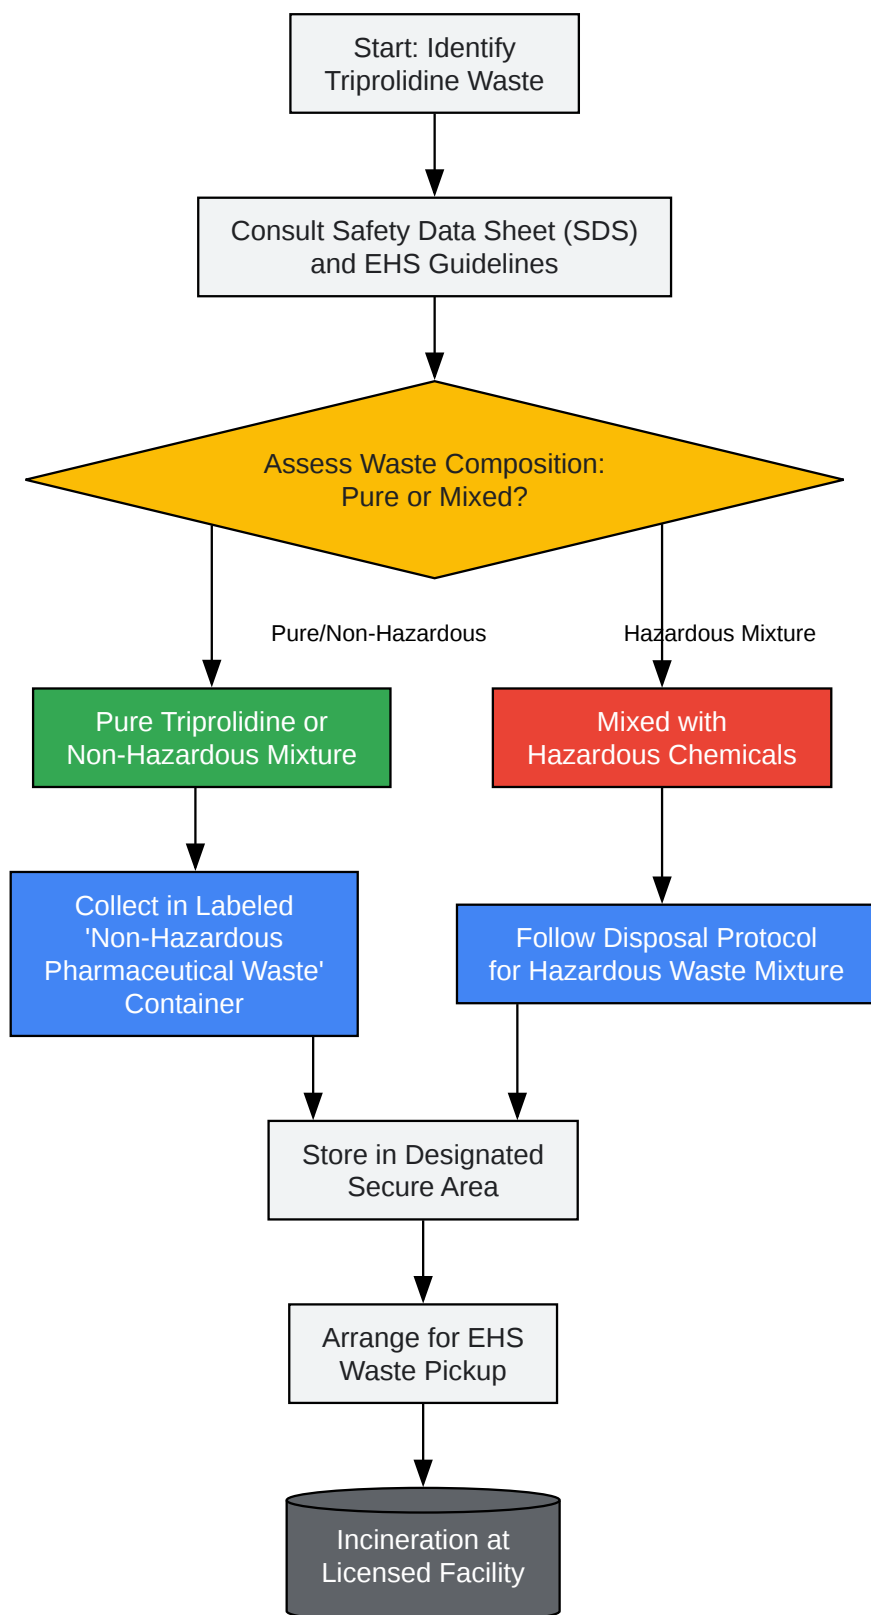 Start: Identify
Triprolidine Waste
Consult Safety Data Sheet (SDS)
and EHS Guidelines
Assess Waste Composition:
Pure or Mixed?
Pure/Non-Hazardous
Hazardous Mixture
Pure Triprolidine or
Non-Hazardous Mixture
Mixed with
Hazardous Chemicals
Collect in Labeled
'Non-Hazardous
Pharmaceutical Waste'
Container
Follow Disposal Protocol
for Hazardous Waste Mixture
Store in Designated
Secure Area
Arrange for EHS
Waste Pickup
Incineration at
Licensed Facility